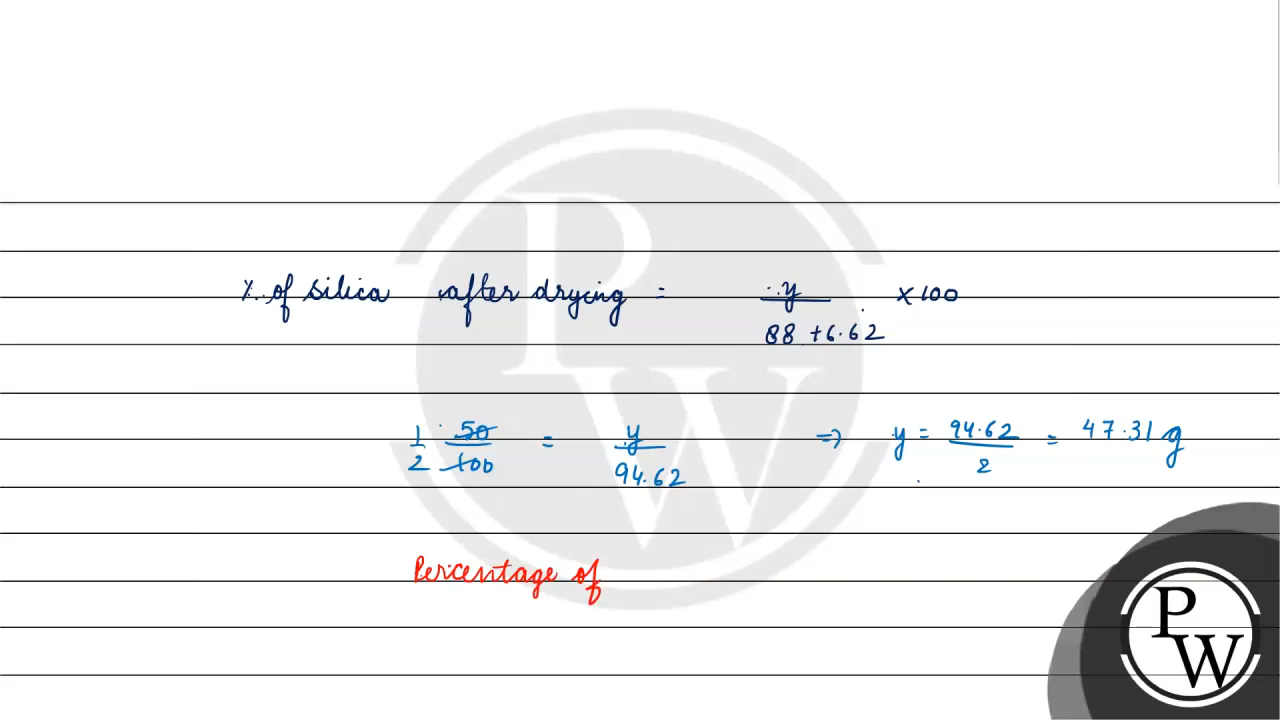 % of silica after drying = y / 88 + 6.62 × 100
1/2 50/100 = y/94.62 ⇒ y = 94.62/2 = 47.31 g
Percentage of
P
W
P
W